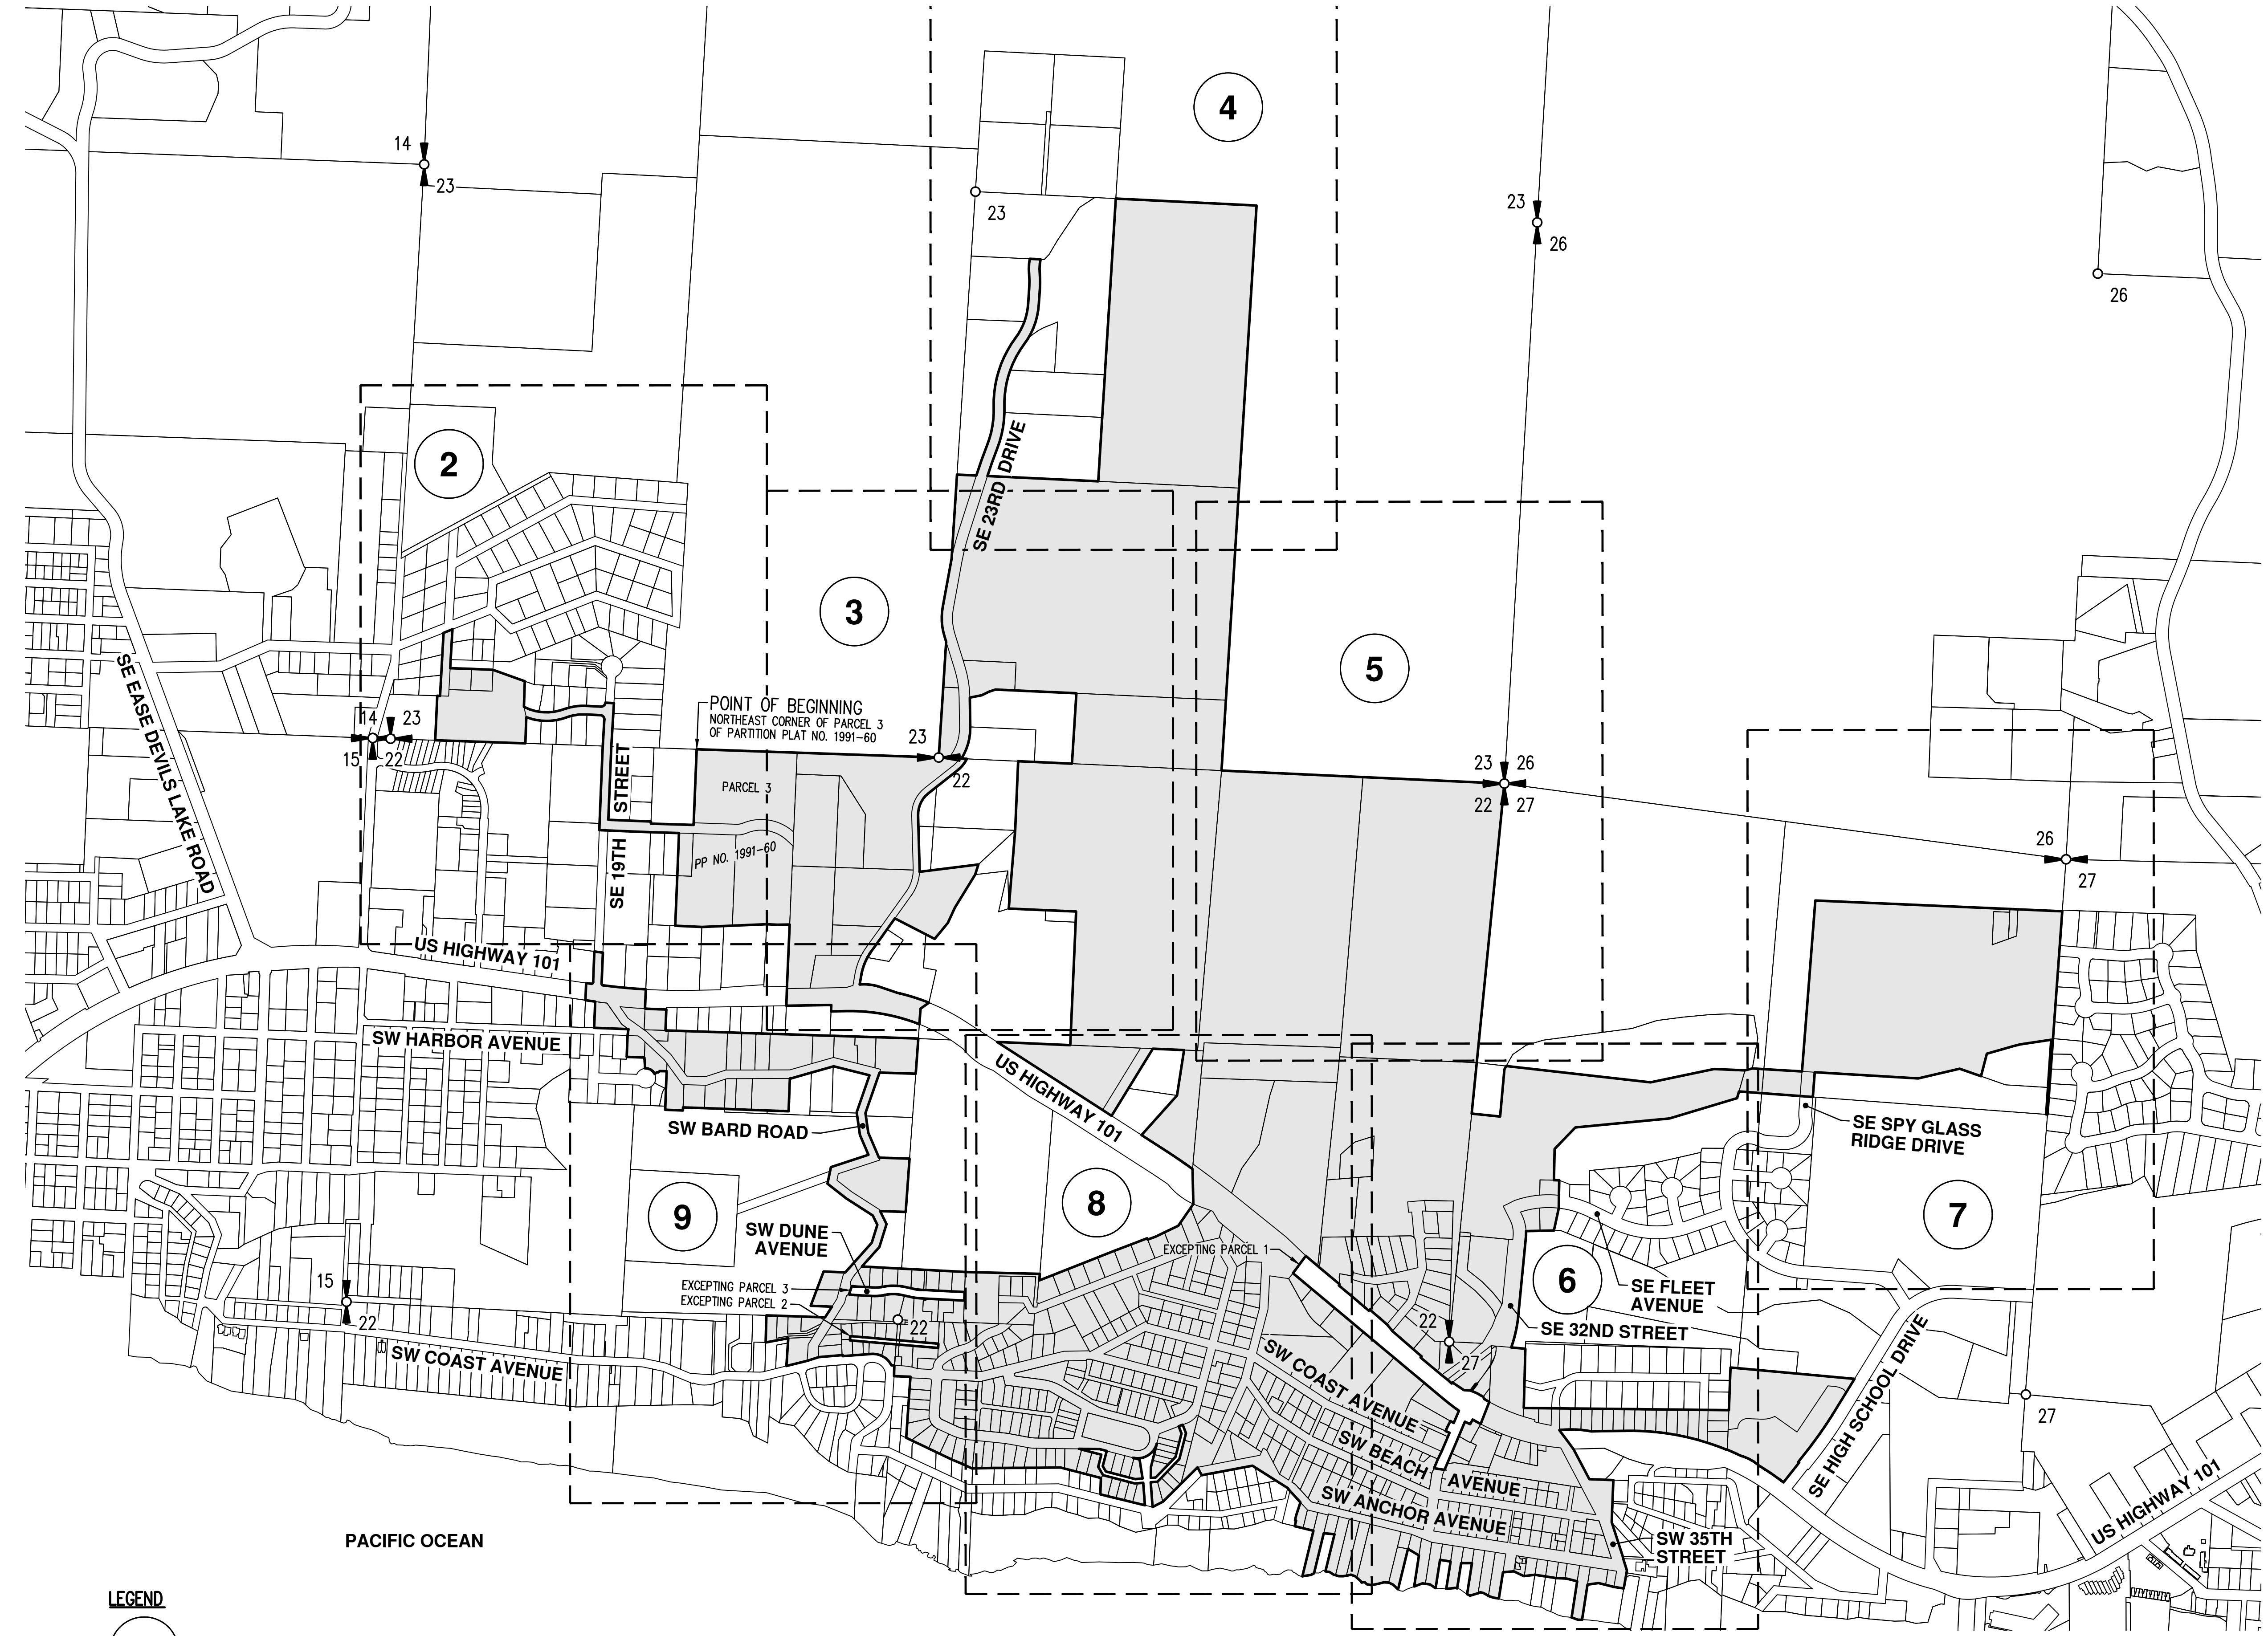 4
14
23
23
23
26
26
2
3
5
SE EASE DEVILS LAKE ROAD
SE 23RD DRIVE
14
23
15
22
SE 19TH STREET
POINT OF BEGINNING
NORTHEAST CORNER OF PARCEL 3
OF PARTITION PLAT NO. 1991-60
23
22
PARCEL 3
PP NO. 1991-60
23
26
22
27
26
27
US HIGHWAY 101
SW HARBOR AVENUE
US HIGHWAY 101
SW BARD ROAD
SE SPY GLASS
RIDGE DRIVE
9
8
7
6
SW DUNE
AVENUE
EXCEPTING PARCEL 1
EXCEPTING PARCEL 3
EXCEPTING PARCEL 2
22
15
22
SE FLEET
AVENUE
SE 32ND STREET
22
27
SW COAST AVENUE
SW COAST AVENUE
SW BEACH AVENUE
SW ANCHOR AVENUE
SE HIGH SCHOOL DRIVE
27
US HIGHWAY 101
SW 35TH
STREET
PACIFIC OCEAN
LEGEND